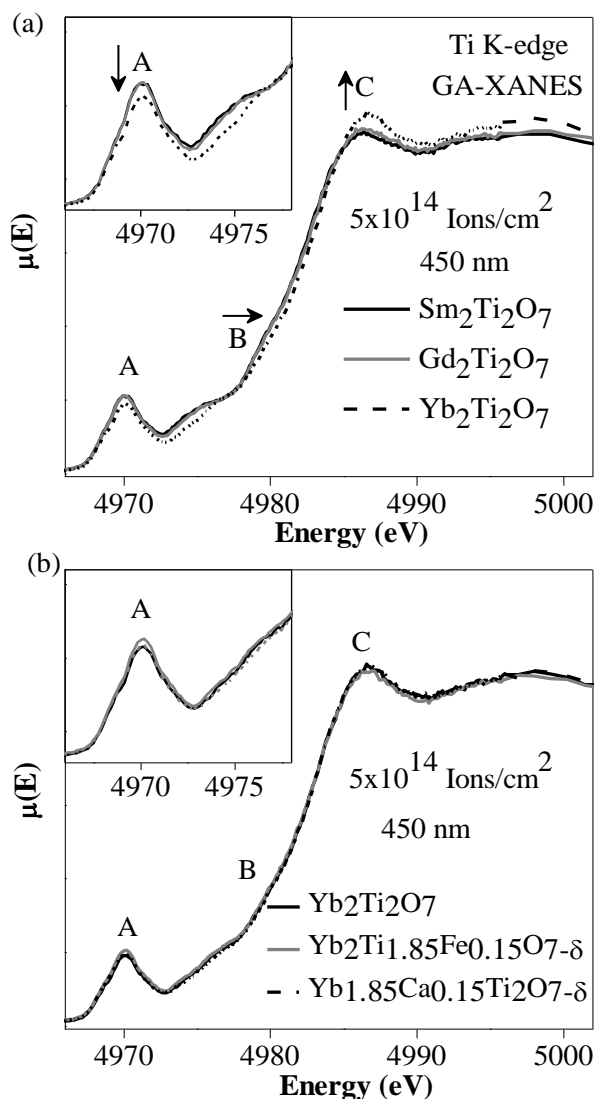 (a)
A
Ti K-edge
GA-XANES
C
4970 4975
5x10^14 Ions/cm^2
450 nm
B
Sm2Ti2O7
Gd2Ti2O7
Yb2Ti2O7
A
μ(E)
4970 4980 4990 5000
Energy (eV)
(b)
A
C
4970 4975
5x10^14 Ions/cm^2
450 nm
B
Yb2Ti2O7
Yb2Ti1.85Fe0.15O7-δ
Yb1.85Ca0.15Ti2O7-δ
A
μ(E)
4970 4980 4990 5000
Energy (eV)